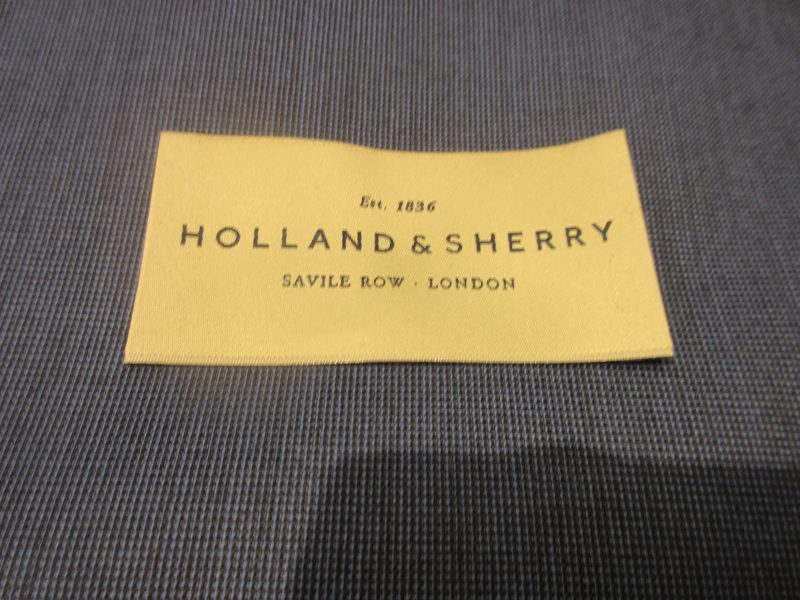 Est. 1836
HOLLAND & SHERRY
SAVILE ROW · LONDON